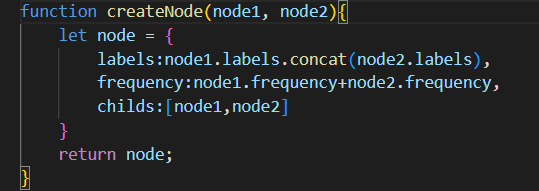 function createNode(node1, node2){
    let node = {
        labels:node1.labels.concat(node2.labels),
        frequency:node1.frequency+node2.frequency,
        childs:[node1,node2]
    }
    return node;
}